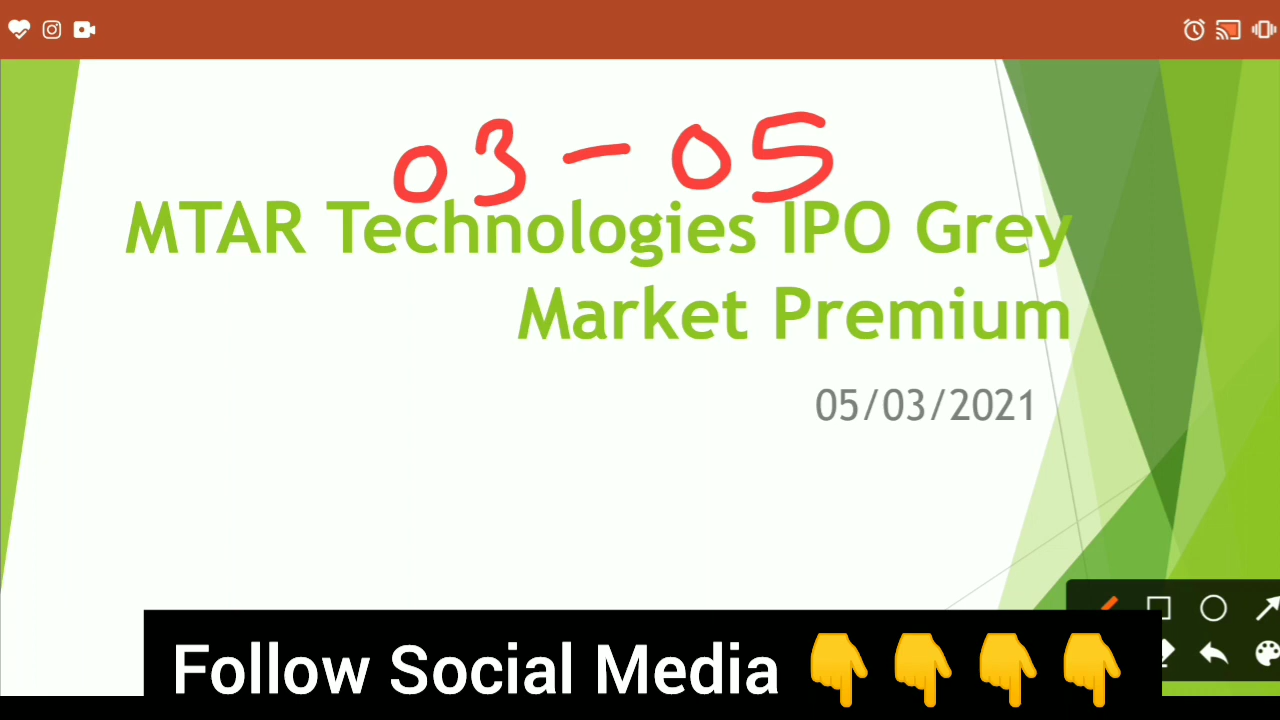 03-05
MTAR Technologies IPO Grey
Market Premium
05/03/2021
Follow Social Media 👇👇👇👇